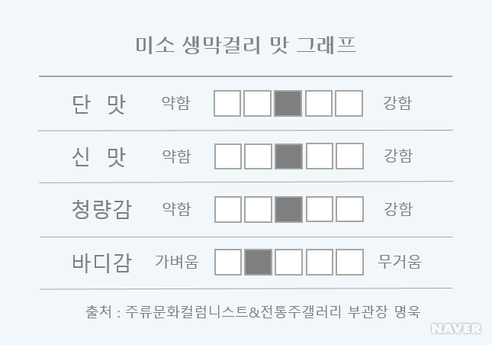 미소 생막걸리 맛 그래프
단 맛 약함 강함
신 맛 약함 강함
청량감 약함 강함
바디감 가벼움 무거움
출처 : 주류문화컬럼니스트&전통주갤러리 부관장 명욱
NAVER